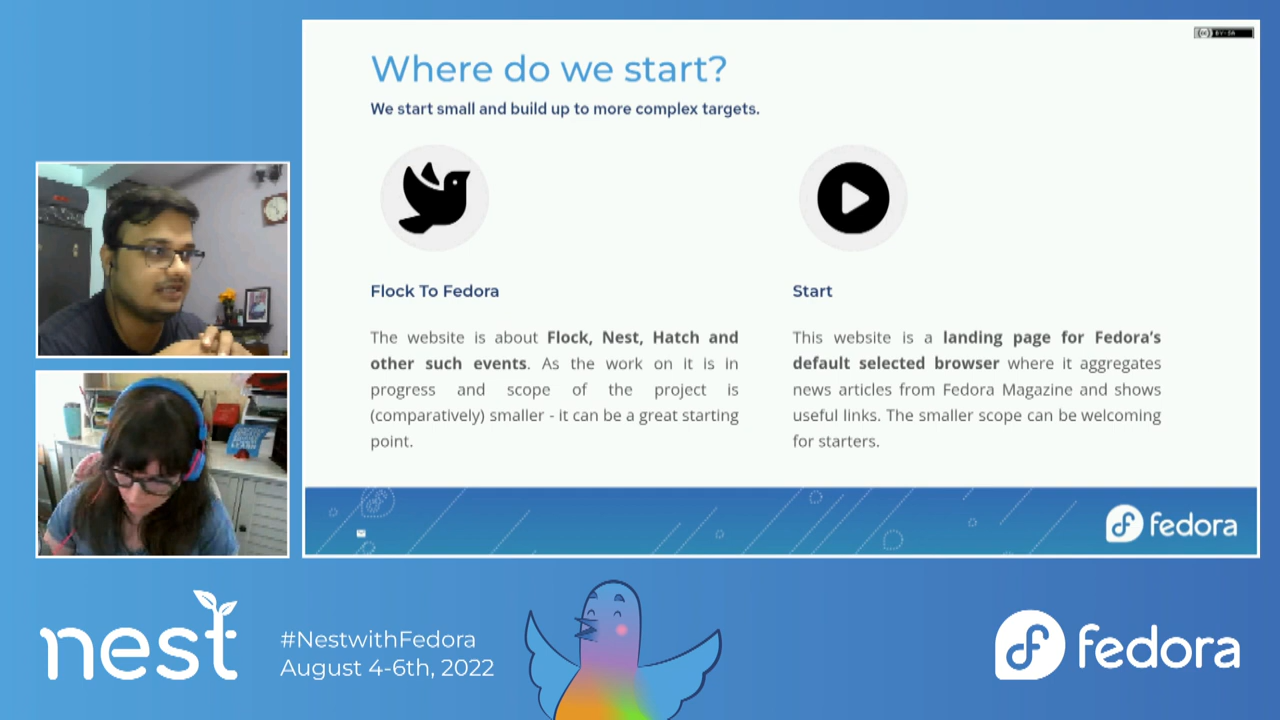 Where do we start?
We start small and build up to more complex targets.
BY-SA
Flock To Fedora
The website is about Flock, Nest, Hatch and
other such events. As the work on it is in
progress and scope of the project is
(comparatively) smaller - it can be a great starting
point.
Start
This website is a landing page for Fedora’s
default selected browser where it aggregates
news articles from Fedora Magazine and shows
useful links. The smaller scope can be welcoming
for starters.
fedora
nest
#NestwithFedora
August 4-6th, 2022
fedora